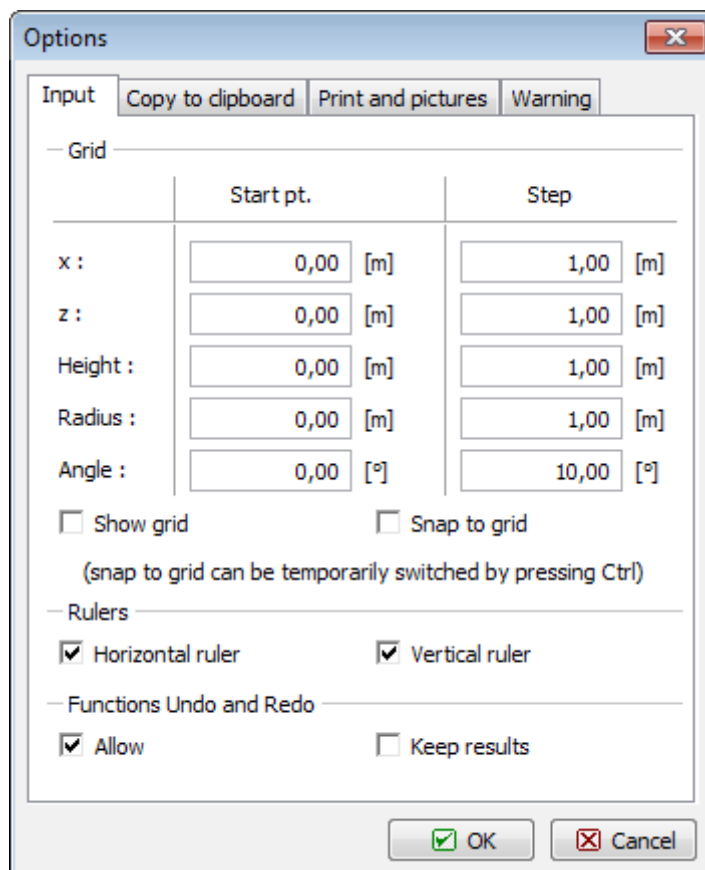 Options
Input Copy to clipboard Print and pictures Warning
Grid
Start pt. Step
x : 0,00 [m] 1,00 [m]
z : 0,00 [m] 1,00 [m]
Height : 0,00 [m] 1,00 [m]
Radius : 0,00 [m] 1,00 [m]
Angle : 0,00 [°] 10,00 [°]
Show grid Snap to grid
(snap to grid can be temporarily switched by pressing Ctrl)
Rulers
Horizontal ruler Vertical ruler
Functions Undo and Redo
Allow Keep results
OK Cancel